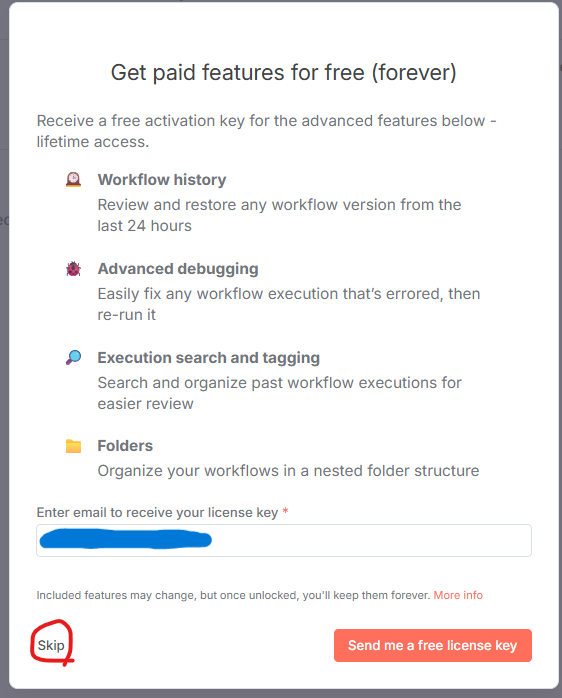 Get paid features for free (forever)
Receive a free activation key for the advanced features below -
lifetime access.
Workflow history
Review and restore any workflow version from the
last 24 hours
Advanced debugging
Easily fix any workflow execution that’s errored, then
re-run it
Execution search and tagging
Search and organize past workflow executions for
easier review
Folders
Organize your workflows in a nested folder structure
Enter email to receive your license key *
Included features may change, but once unlocked, you'll keep them forever. More info
Skip
Send me a free license key